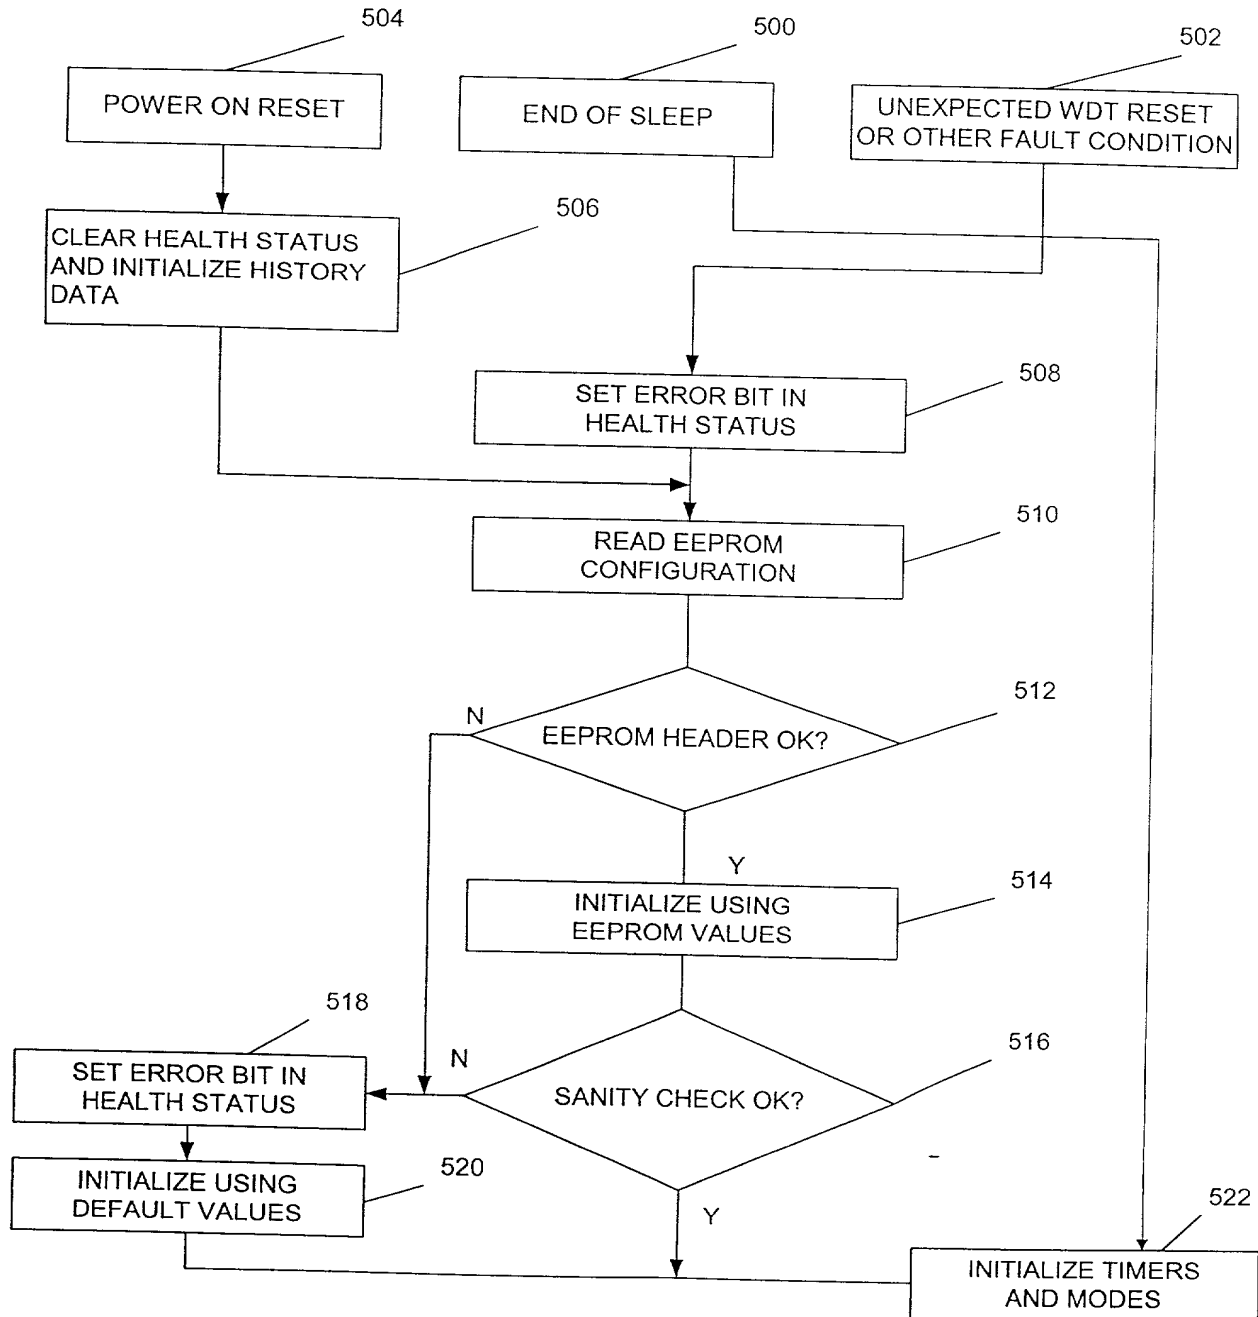 504
500
502
POWER ON RESET
END OF SLEEP
UNEXPECTED WDT RESET
OR OTHER FAULT CONDITION
506
CLEAR HEALTH STATUS
AND INITIALIZE HISTORY
DATA
508
SET ERROR BIT IN
HEALTH STATUS
510
READ EEPROM
CONFIGURATION
512
N
EEPROM HEADER OK?
Y
514
INITIALIZE USING
EEPROM VALUES
518
516
N
SET ERROR BIT IN
HEALTH STATUS
SANITY CHECK OK?
520
INITIALIZE USING
DEFAULT VALUES
Y
522
INITIALIZE TIMERS
AND MODES